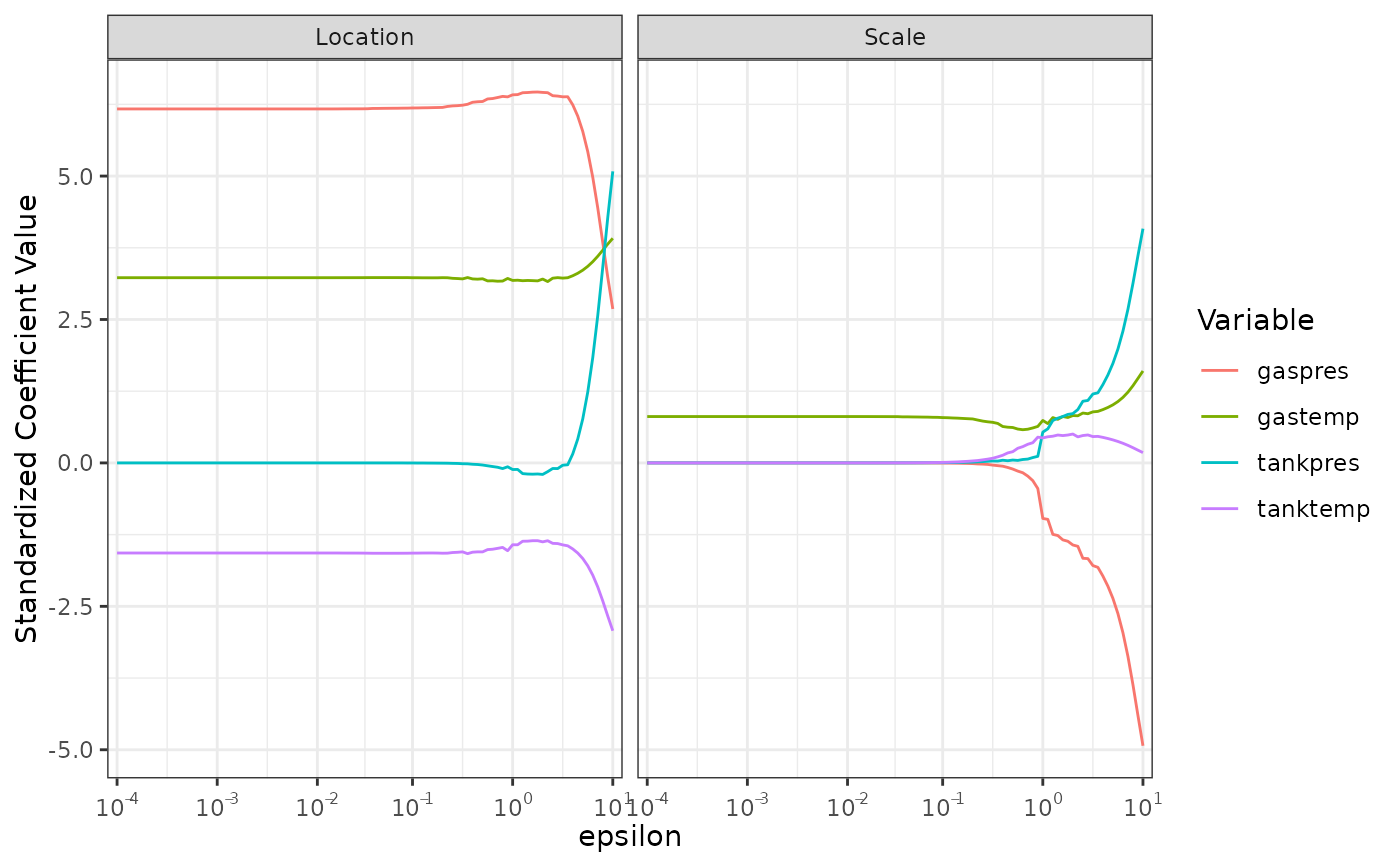 Location Scale
Standardized Coefficient Value
5.0
2.5
0.0
-2.5
-5.0
10^-4 10^-3 10^-2 10^-1 10^0 10^1 10^-4 10^-3 10^-2 10^-1 10^0 10^1
epsilon
Variable
gaspres
gastemp
tankpres
tanktemp